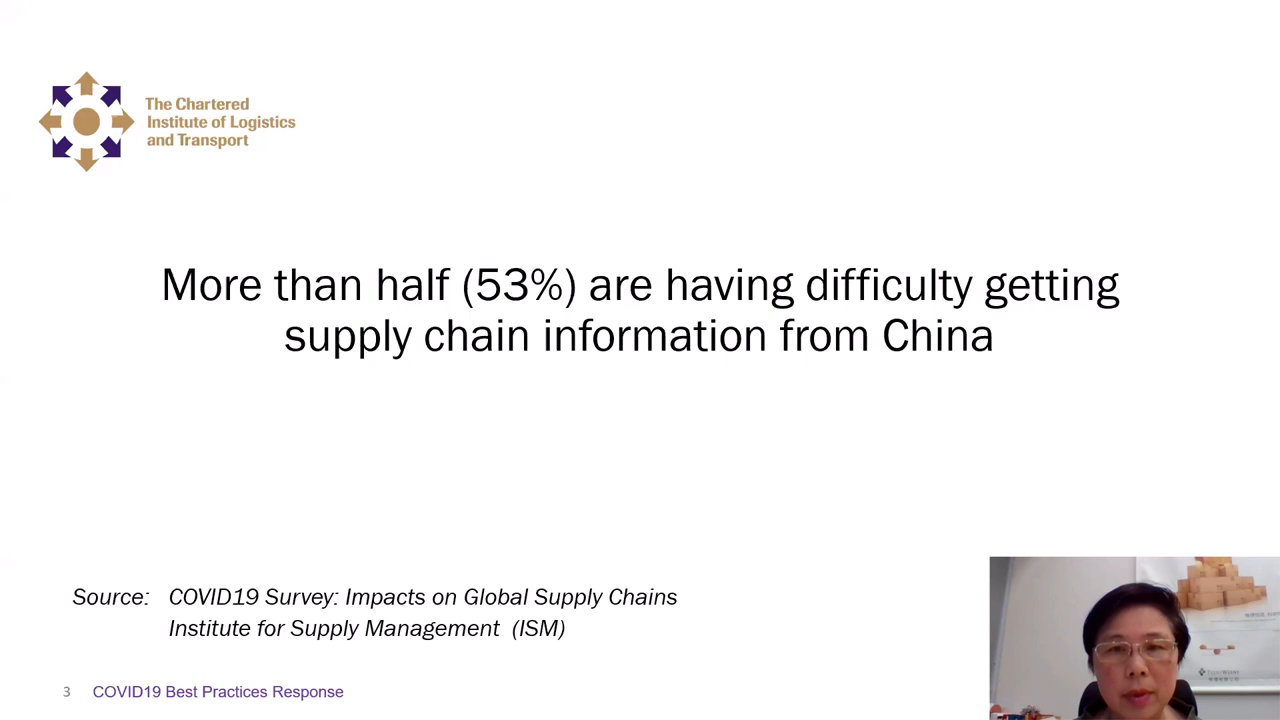 The Chartered
Institute of Logistics
and Transport
More than half (53%) are having difficulty getting
supply chain information from China
Source: COVID19 Survey: Impacts on Global Supply Chains
Institute for Supply Management (ISM)
3 COVID19 Best Practices Response